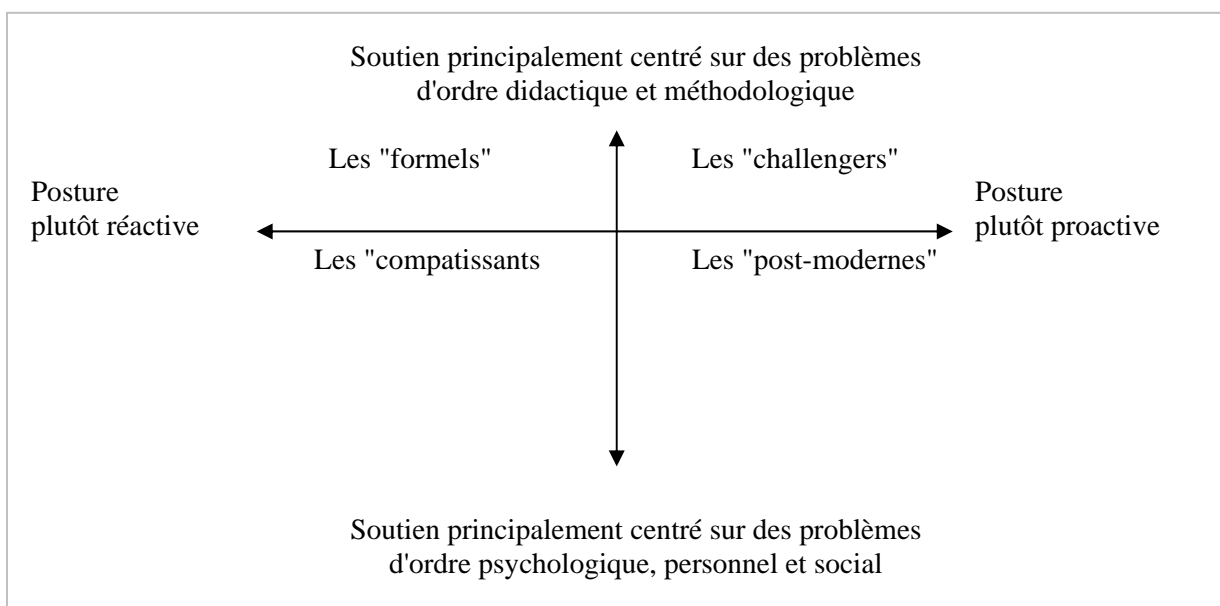 Soutien principalement centré sur des problèmes
d'ordre didactique et méthodologique
Les "formels"
Les "challengers"
Posture
plutôt réactive
Posture
plutôt proactive
Les "compatissants
Les "post-modernes"
Soutien principalement centré sur des problèmes
d'ordre psychologique, personnel et social